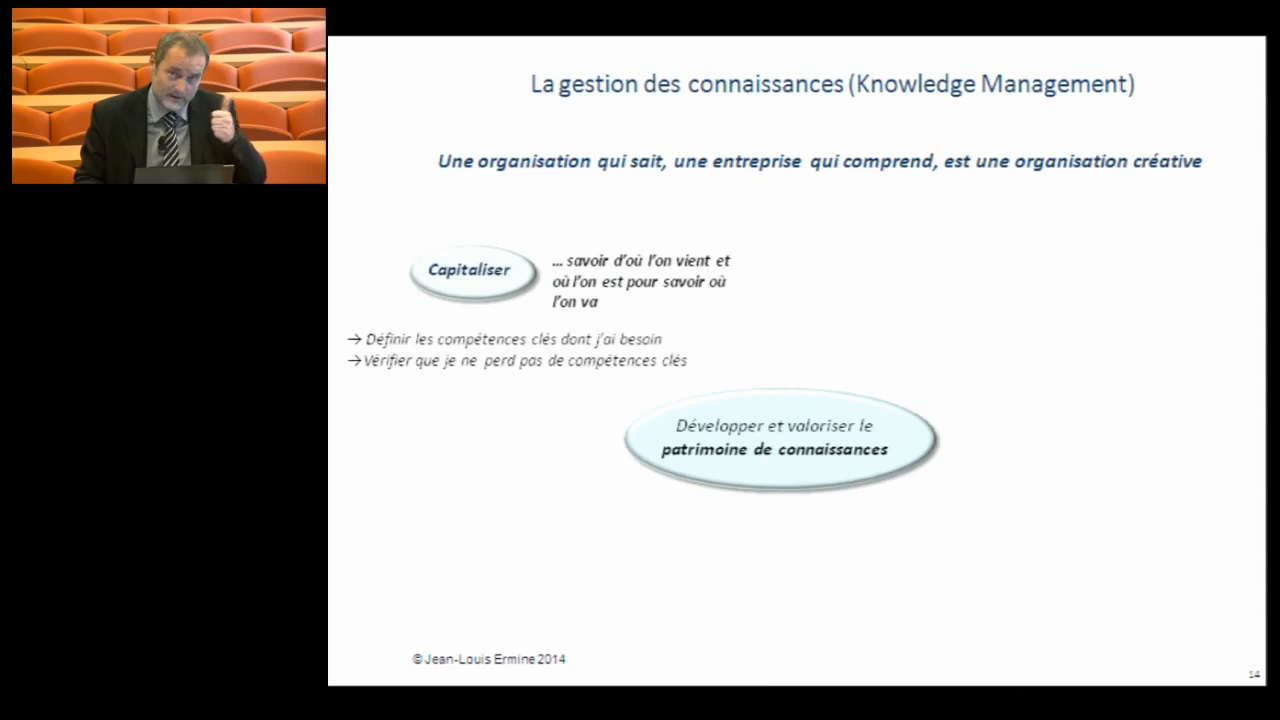 La gestion des connaissances (Knowledge Management)
Une organisation qui sait, une entreprise qui comprend, est une organisation créative
Capitaliser
... savoir d'où l'on vient et
où l'on est pour savoir où
l'on va
→ Définir les compétences clés dont j'ai besoin
→ Vérifier que je ne perd pas de compétences clés
Développer et valoriser le
patrimoine de connaissances
© Jean-Louis Ermine 2014
14